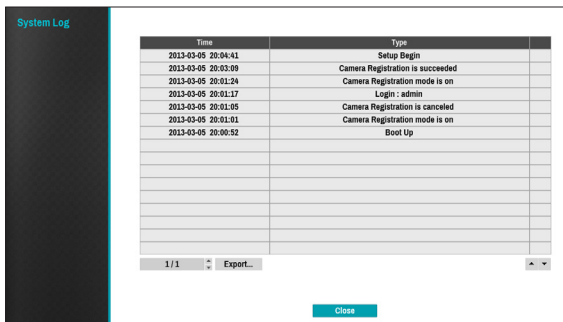 System Log
Time Type
2013-03-05 20:04:41 Setup Begin
2013-03-05 20:03:09 Camera Registration is succeeded
2013-03-05 20:01:24 Camera Registration mode is on
2013-03-05 20:01:17 Login : admin
2013-03-05 20:01:05 Camera Registration is canceled
2013-03-05 20:01:01 Camera Registration mode is on
2013-03-05 20:00:52 Boot Up
1 / 1 Export...
Close